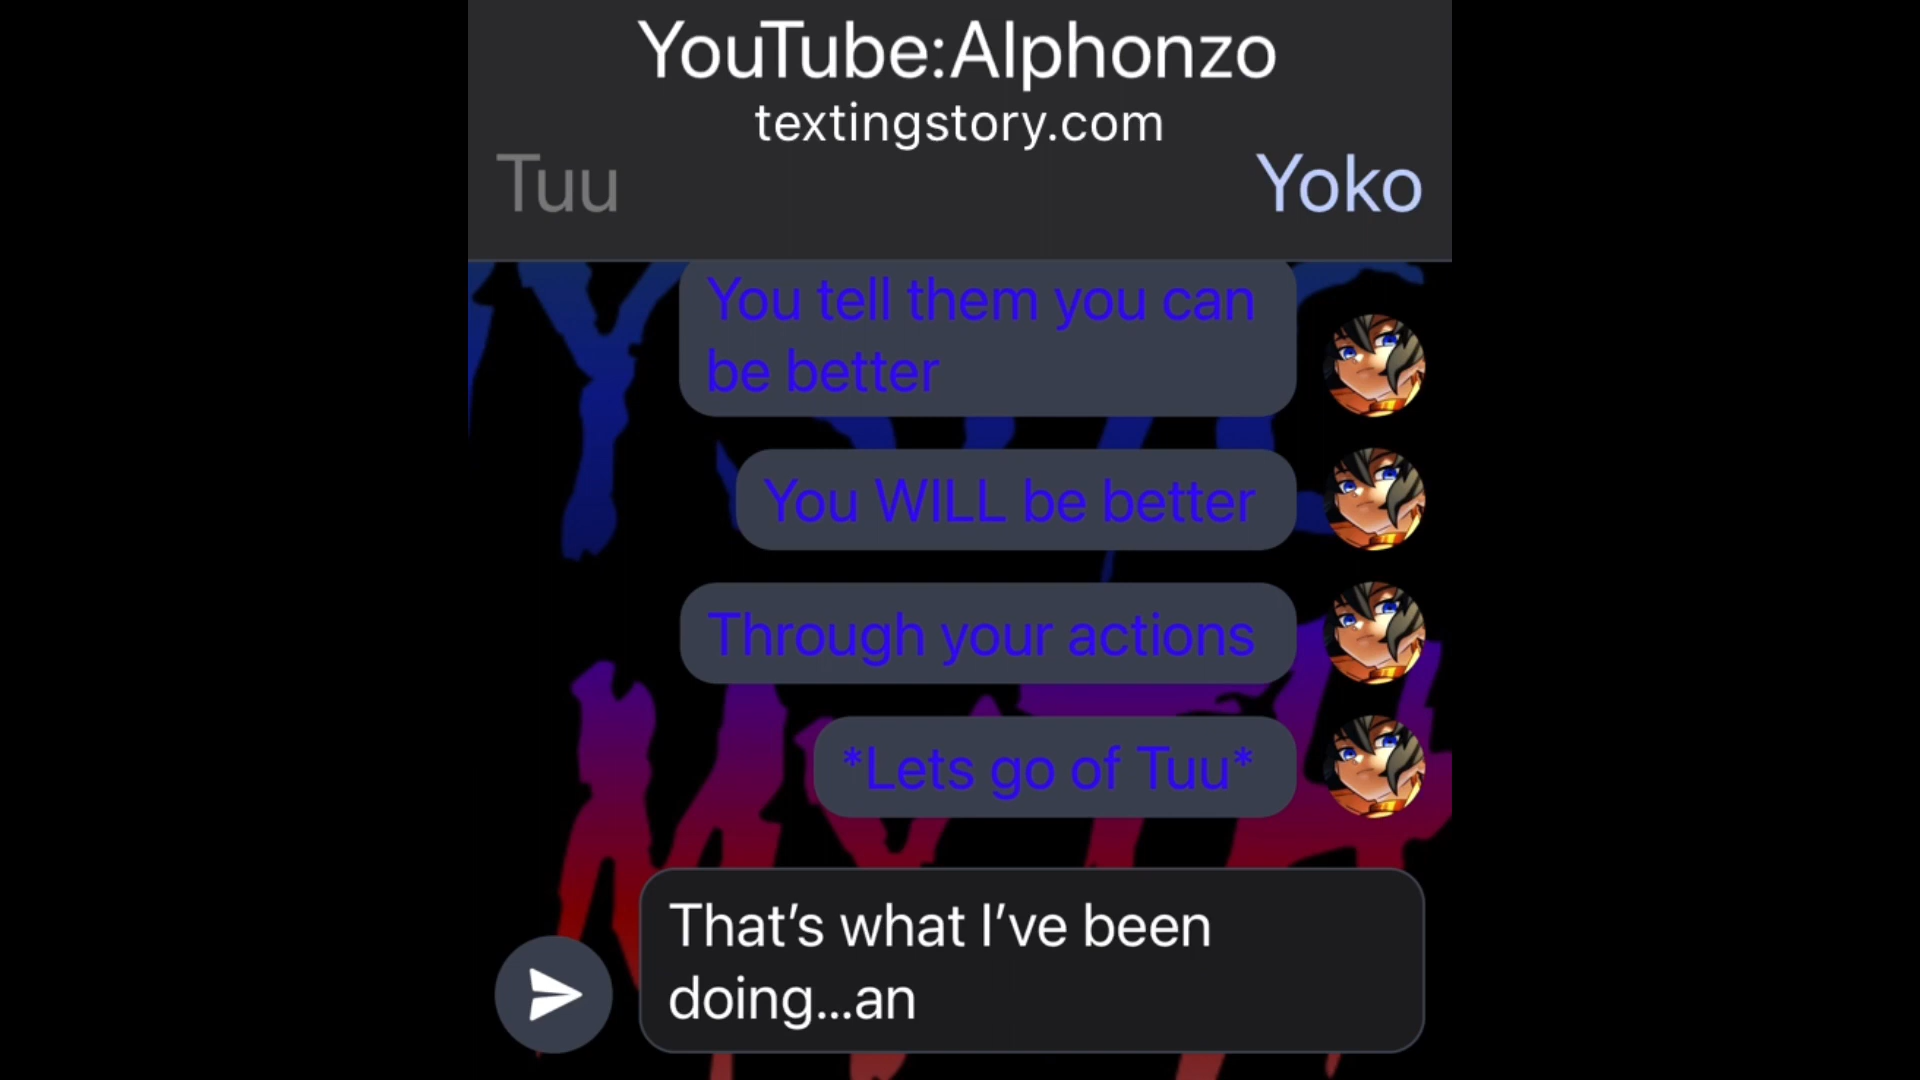 YouTube:Alphonzo
textingstory.com
Tuu
Yoko
You tell them you can
be better
You WILL be better
Through your actions
*Lets go of Tuu*
That’s what I’ve been
doing...an